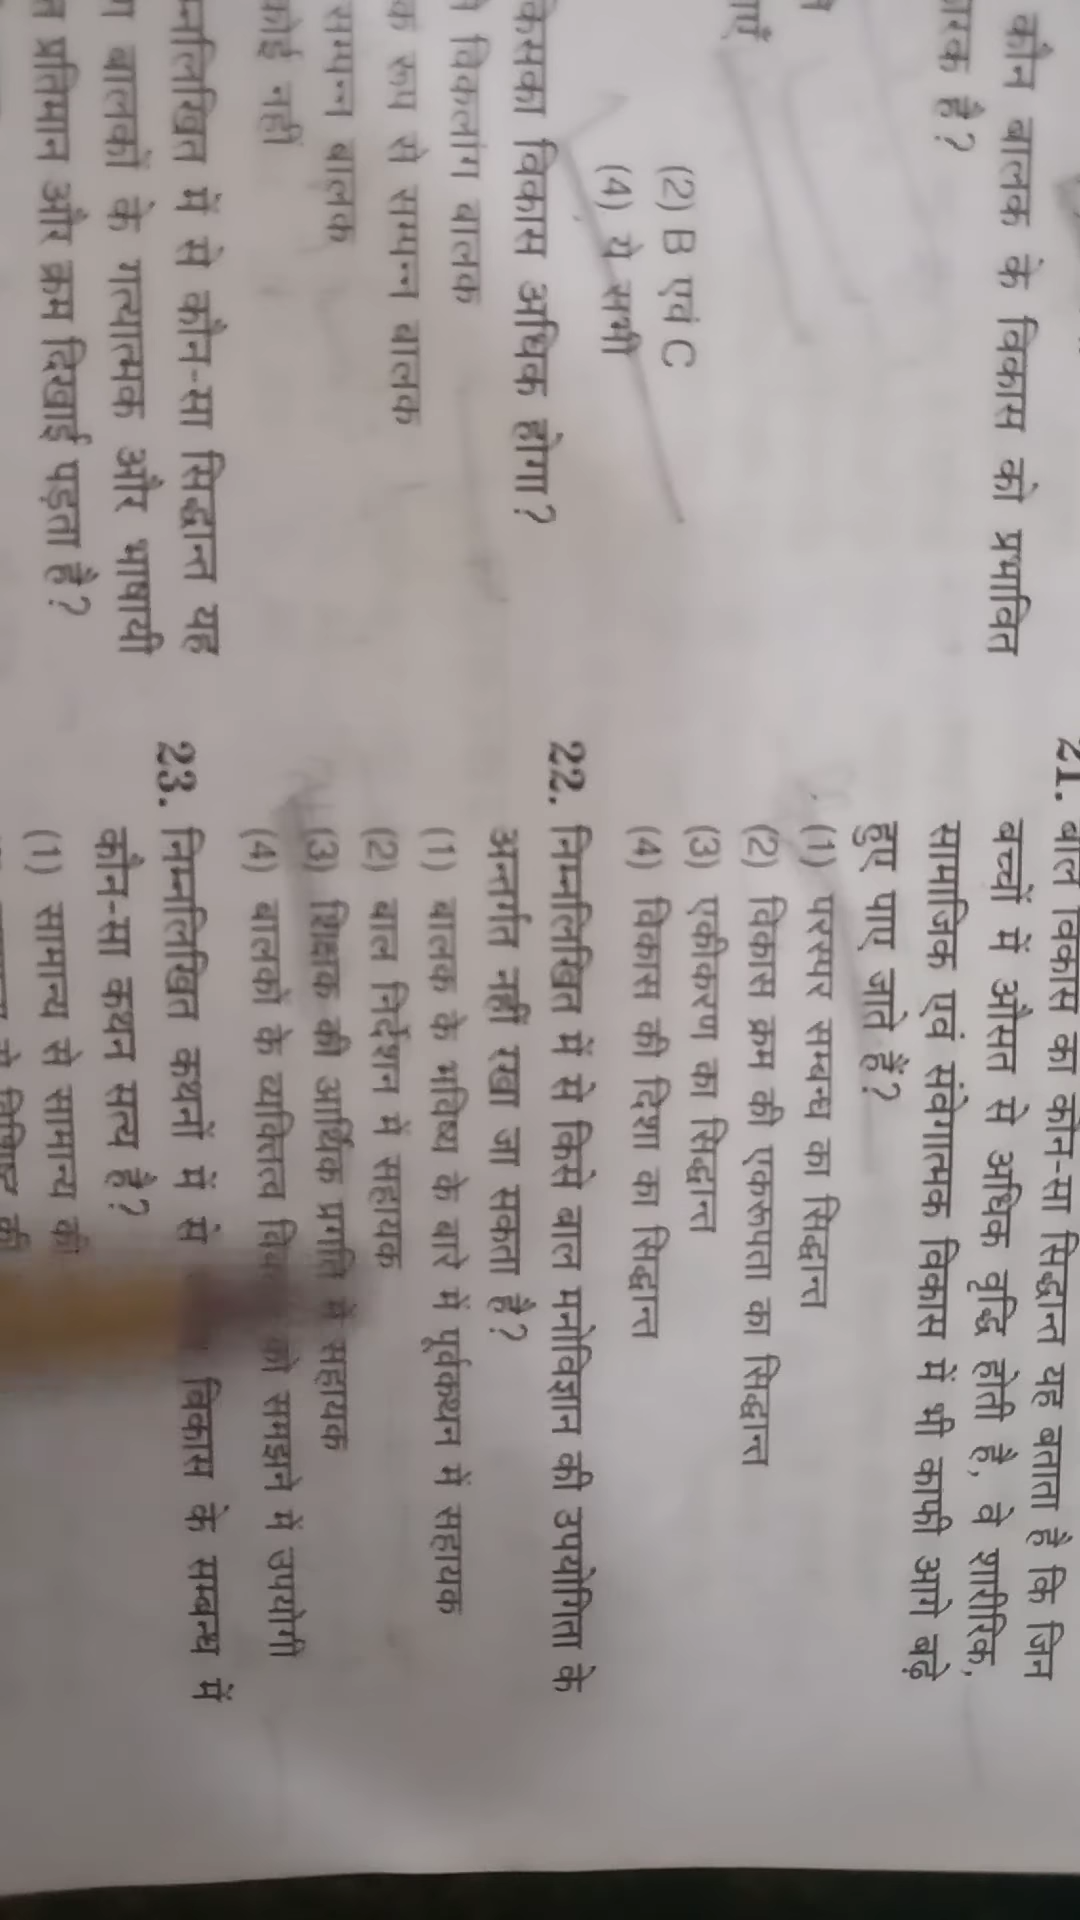 कौन बालक के विकास को प्रभावित
है?
(2) B एवं C
(4) ये सभी
विकास अधिक होगा?
विकलांग बालक
रूप से सम्पन्न बालक
सम्पन्न बालक
कोई नहीं
में से कौन-सा सिद्धान्त यह
बालकों के गत्यात्मक और भाषायी
प्रतिमान और क्रम दिखाई पड़ता है?
21. बाल विकास का कौन-सा सिद्धान्त यह बताता है कि जिन
बच्चों में औसत से अधिक वृद्धि होती है, वे शारीरिक,
सामाजिक एवं संवेगात्मक विकास में भी काफी आगे बढ़े
हुए पाए जाते हैं?
(1) परस्पर सम्बन्ध का सिद्धान्त
(2) विकास क्रम की एकरूपता का सिद्धान्त
(3) एकीकरण का सिद्धान्त
(4) विकास की दिशा का सिद्धान्त
22. निम्नलिखित में से किसे बाल मनोविज्ञान की उपयोगिता के
अन्तर्गत नहीं रखा जा सकता है?
(1) बालक के भविष्य के बारे में पूर्वकथन में सहायक
(2) बाल निर्देशन में सहायक
(3) शिक्षक की आर्थिक प्रगति में सहायक
(4) बालकों के व्यक्तित्व को समझने में उपयोगी
23. निम्नलिखित कथनों में से विकास के सम्बन्ध में
कौन-सा कथन सत्य है?
(1) सामान्य से सामान्य की